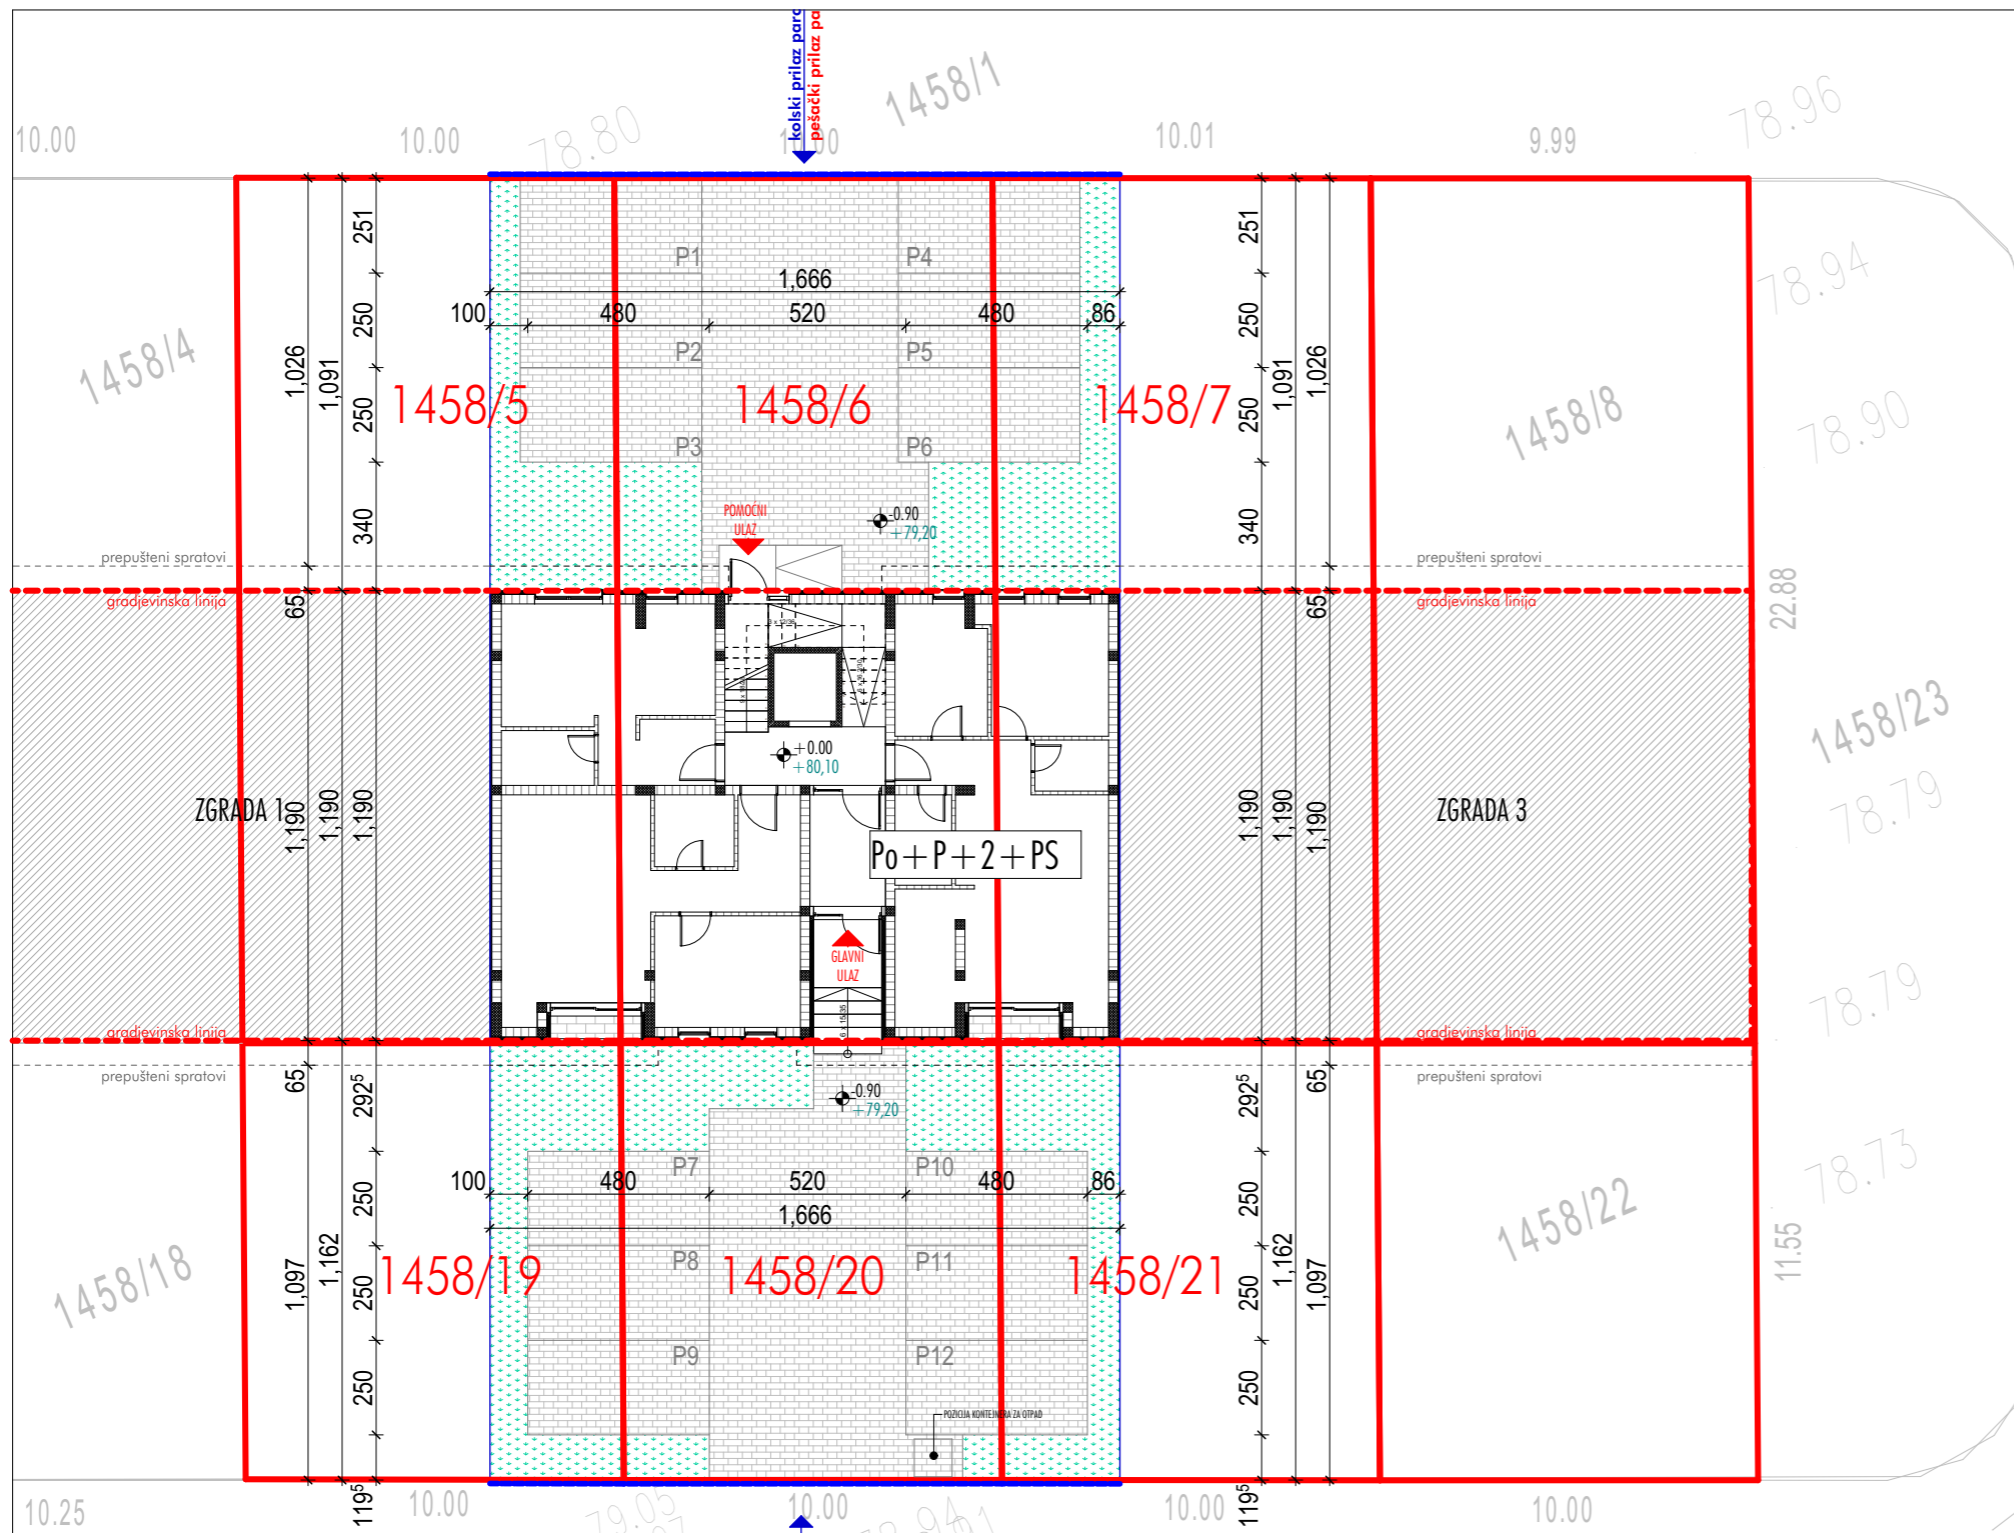 kolski prilaz parc
pešački prilaz pa
1458/1
78.96
10.00
10.00
78.80
10.00
10.01
9.99
251
251
P1
P4
78.94
1,666
100
480
520
480
86
250
250
1458/4
1,026
1,091
P2
P5
1,091
1,026
1458/5
1458/6
1458/7
1458/8
78.90
250
250
P3
P6
340
340
POMOĆNI
ULAZ
-0.90
+79,20
prepušteni spratovi
prepušteni spratovi
gradjevinska linija
gradjevinska linija
65
65
22.88
+0.00
+80,10
1458/23
ZGRADA 1
1,190
1,190
1,190
1,190
1,190
1,190
ZGRADA 3
78.79
Po+P+2+PS
GLAVNI
ULAZ
6 x 15/35
78.79
gradjevinska linija
gradjevinska linija
prepušteni spratovi
prepušteni spratovi
65
65
292⁵
292⁵
-0.90
+79,20
P7
P10
78.73
100
480
520
480
86
250
250
1,666
1458/22
1458/18
1,097
1,162
1458/19
P8
1458/20
P11
1458/21
1,162
1,097
11.55
250
250
P9
P12
250
250
POZICIJA KONTEJNERA ZA OTPAD
10.25
119⁵
10.00
79.05
10.00
119⁵
10.00
10.00